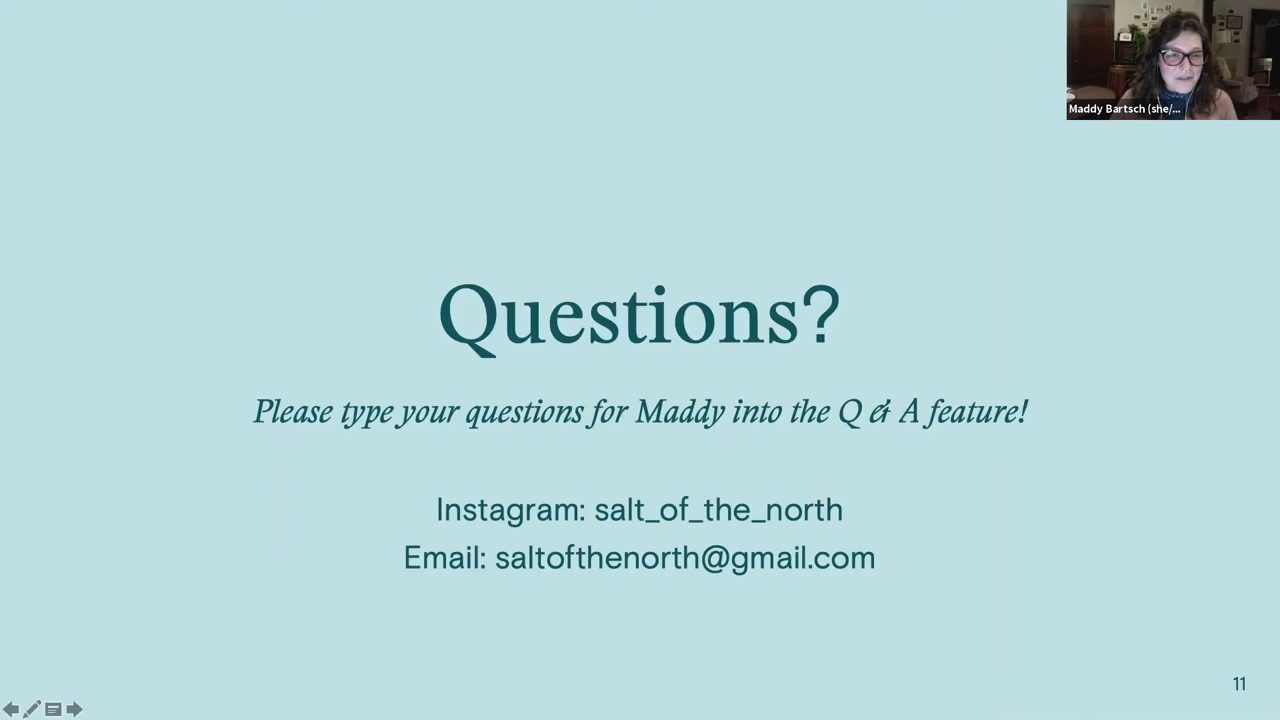 Maddy Bartsch (she/...
Questions?
Please type your questions for Maddy into the Q & A feature!
Instagram: salt_of_the_north
Email: saltofthenorth@gmail.com
11